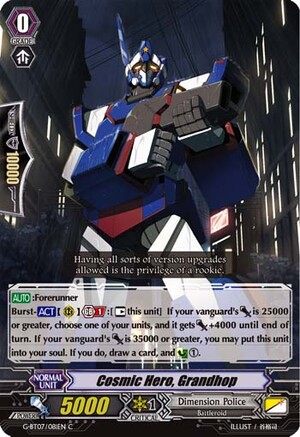 0
GRADE
10000
SHIELD
Having all sorts of version upgrades
allowed is the privilege of a rookie.
AUTO :Forerunner
Burst-ACT [ ] 1 : [ this unit] If your vanguard's is 25000
or greater, choose one of your units, and it gets +4000 until end of
turn. If your vanguard's is 35000 or greater, you may put this
unit into your soul. If you do, draw a card, and 1.
NORMAL
UNIT
Cosmic Hero, Grandhop
POWER
5000
1
CRITICAL
Dimension Police
Battleroid
G-BT07/081EN C
ILLUST /